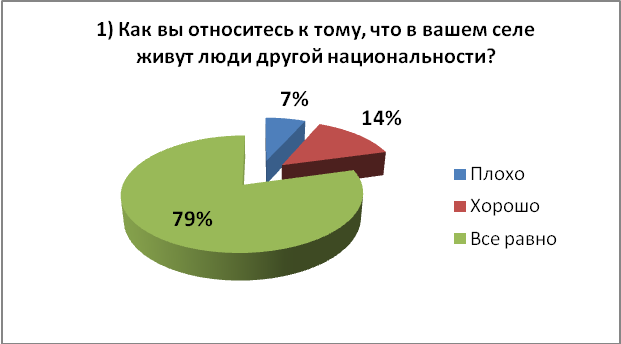 1) Как вы относитесь к тому, что в вашем селе
живут люди другой национальности?
7%
14%
79%
Плохо
Хорошо
Все равно